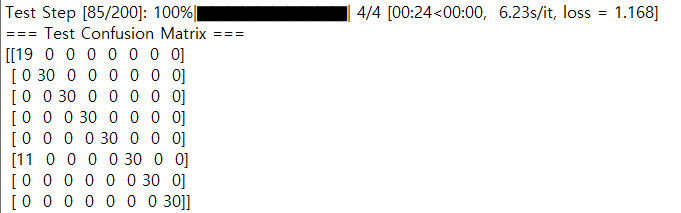 Test Step [85/200]: 100%|██████████| 4/4 [00:24<00:00,  6.23s/it, loss = 1.168]
=== Test Confusion Matrix ===
[[19  0  0  0  0  0  0  0]
[ 0 30  0  0  0  0  0  0]
[ 0  0 30  0  0  0  0  0]
[ 0  0  0 30  0  0  0  0]
[ 0  0  0  0 30  0  0  0]
[11  0  0  0  0 30  0  0]
[ 0  0  0  0  0  0 30  0]
[ 0  0  0  0  0  0  0 30]]